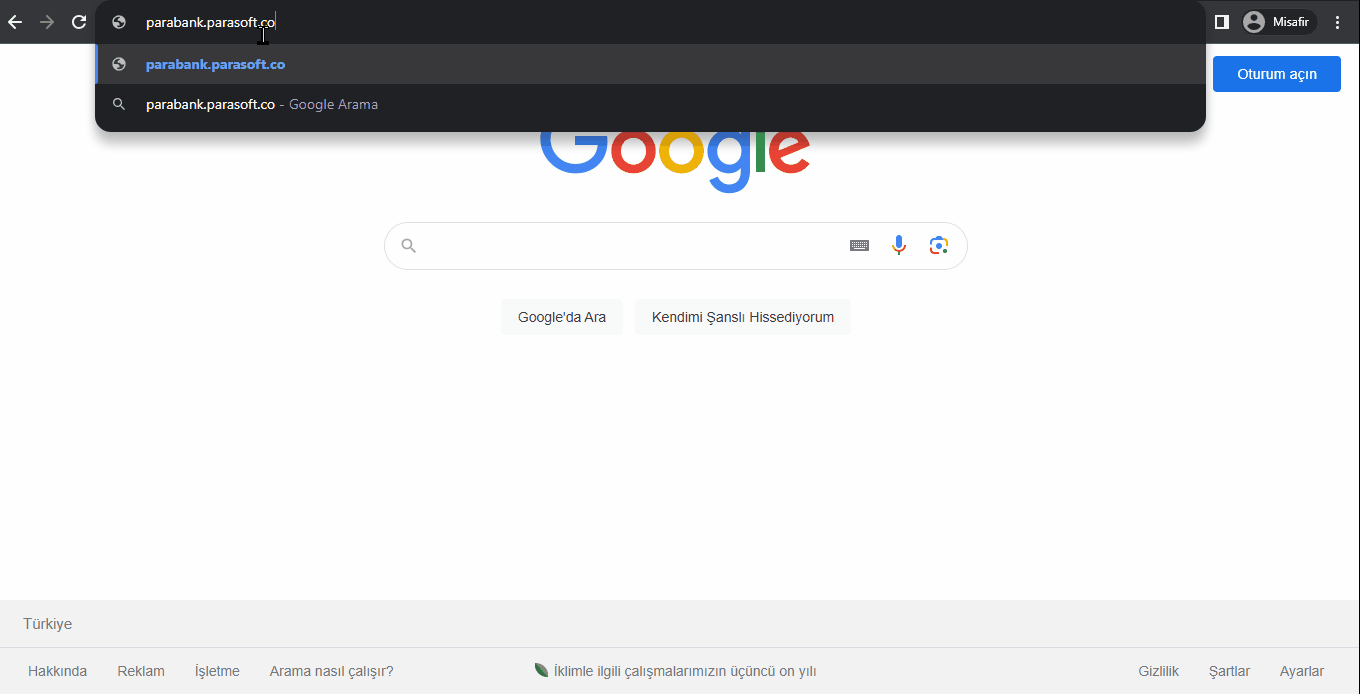 parabank.parasoft.co
Misafir
parabank.parasoft.co
parabank.parasoft.co - Google Arama
Oturum açın
Google
Google'da Ara
Kendimi Şanslı Hissediyorum
Türkiye
Hakkında
Reklam
İşletme
Arama nasıl çalışır?
İklimle ilgili çalışmalarımızın üçüncü on yılı
Gizlilik
Şartlar
Ayarlar